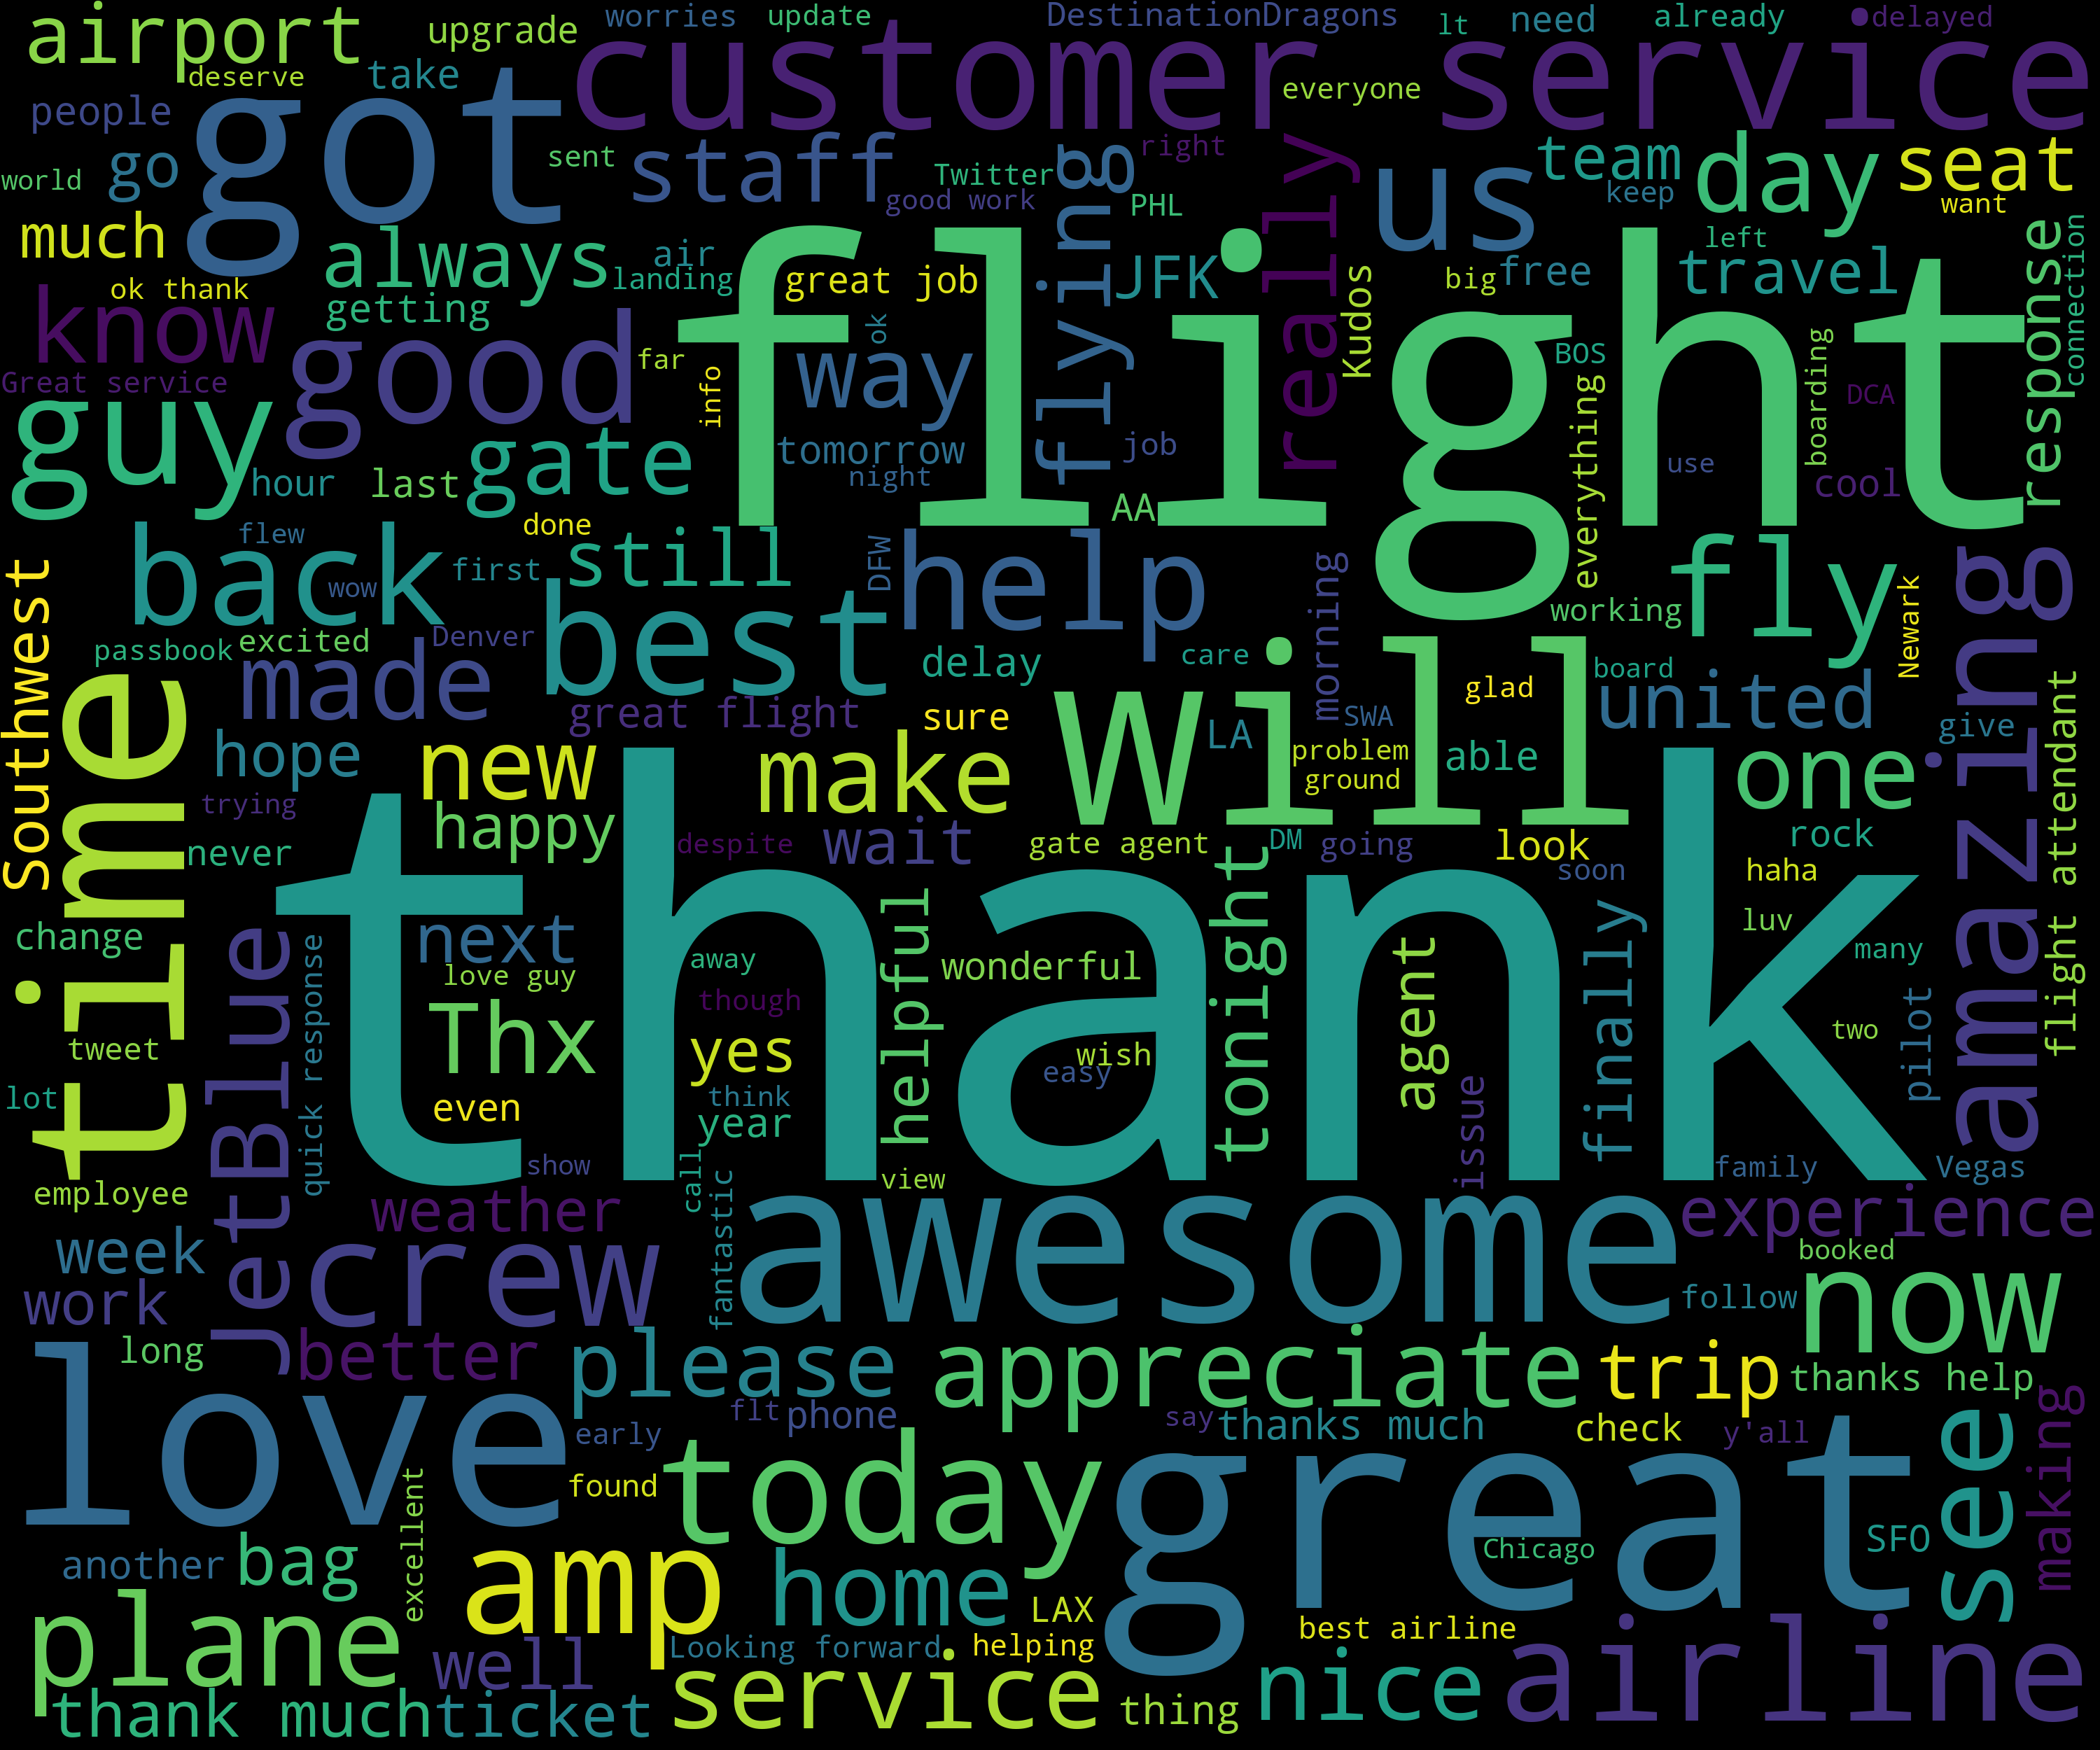 airport
upgrade
worries
update
DestinationDragons
lt
need
already
delayed
deserve
take
customer service
everyone
people
got
go
sent
staff
Twitter
good work
flying
right
really
us
team
keep
day
seat
want
world
much
always
air
landing
PHL
JFK
left
travel
response
connection
ok thank
getting
great job
Kudos
big
free
know
good
far
ok
way
flight
BOS
boarding
DCA
Great service
info
guy
gate
tomorrow
night
job
everything
use
cool
hour
last
AA
back
flew
wow
first
done
still
DFW
help
morning
working
fly
Newark
amazing
Southwest
passbook
excited
Denver
best
delay
care
will
glad
board
united
made
great flight
sure
LA
SWA
give
flight attendant
time
hope
new
make
problem
ground
able
one
trying
happy
despite
wait
gate agent
DM
going
look
rock
never
thank
tonight
soon
haha
change
JetBlue
quick response
next
love guy
away
helpful
wonderful
agent
finally
luv
many
Thx
though
tweet
yes
wish
easy
two
pilot
lot
even
think
year
issue
employee
show
call
fantastic
view
family
Vegas
weather
awesome
experience
week
crew
booked
work
follow
now
long
better
please
appreciate
trip
thanks help
love
flt
phone
say
thanks much
check
y'all
making
early
found
today
great
see
excellent
another
bag
amp
home
LAX
Chicago
SFO
plane
well
Looking forward
helping
best airline
airline
thank much
ticket
service
thing
nice